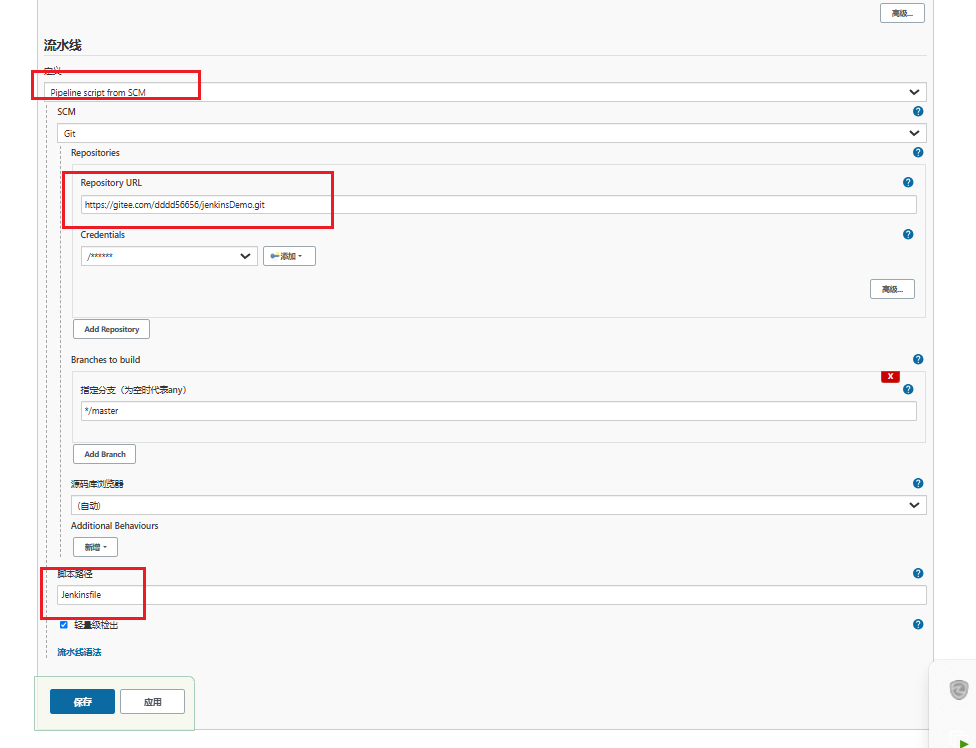 高级...
流水线
定义
Pipeline script from SCM
SCM
Git
Repositories
Repository URL
https://gitee.com/dddd56656/jenkinsDemo.git
Credentials
/******
添加
高级...
Add Repository
Branches to build
X
指定分支（为空时代表any）
*/master
Add Branch
源码库浏览器
(自动)
Additional Behaviours
新增
脚本路径
Jenkinsfile
轻量级检出
流水线语法
保存 应用